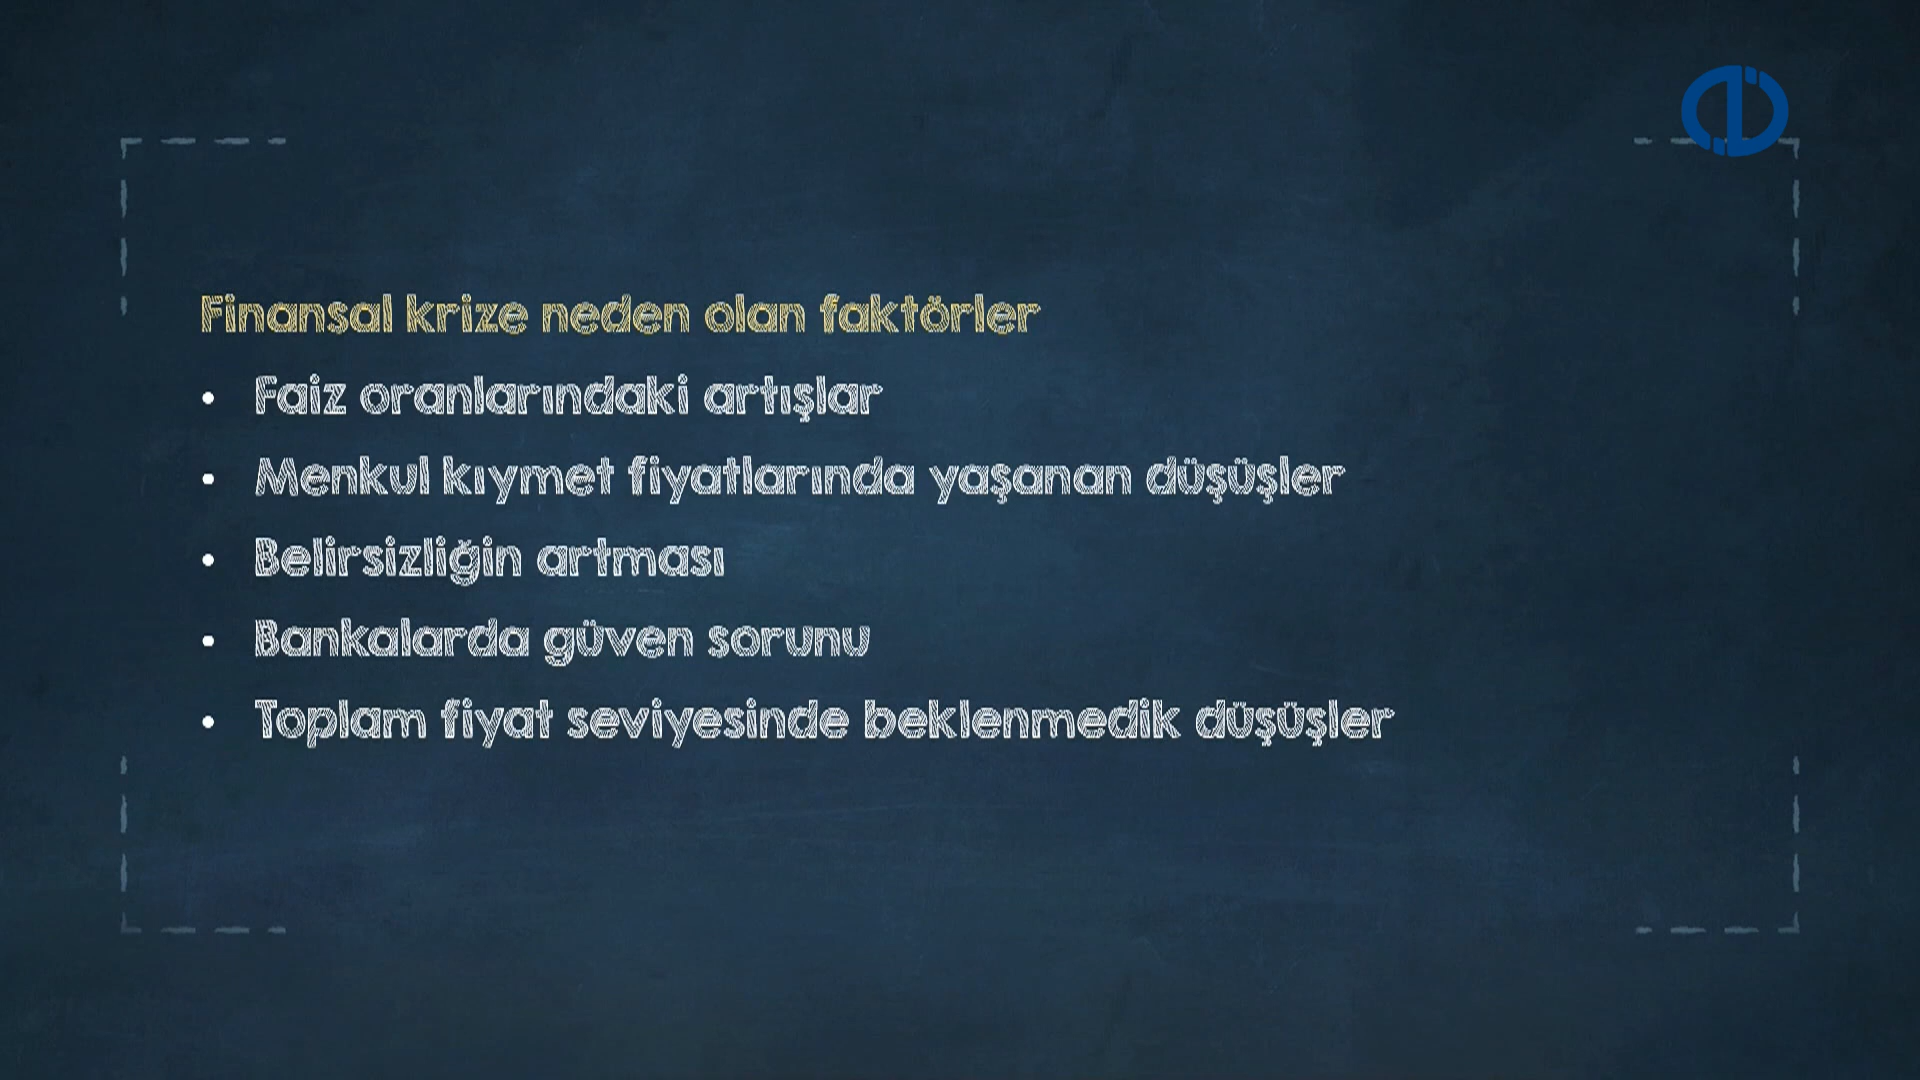 Finansal krize neden olan faktörler
• Faiz oranlarındaki artışlar
• Menkul kıymet fiyatlarında yaşanan düşüşler
• Belirsizliğin artması
• Bankalarda güven sorunu
• Toplam fiyat seviyesinde beklenmedik düşüşler